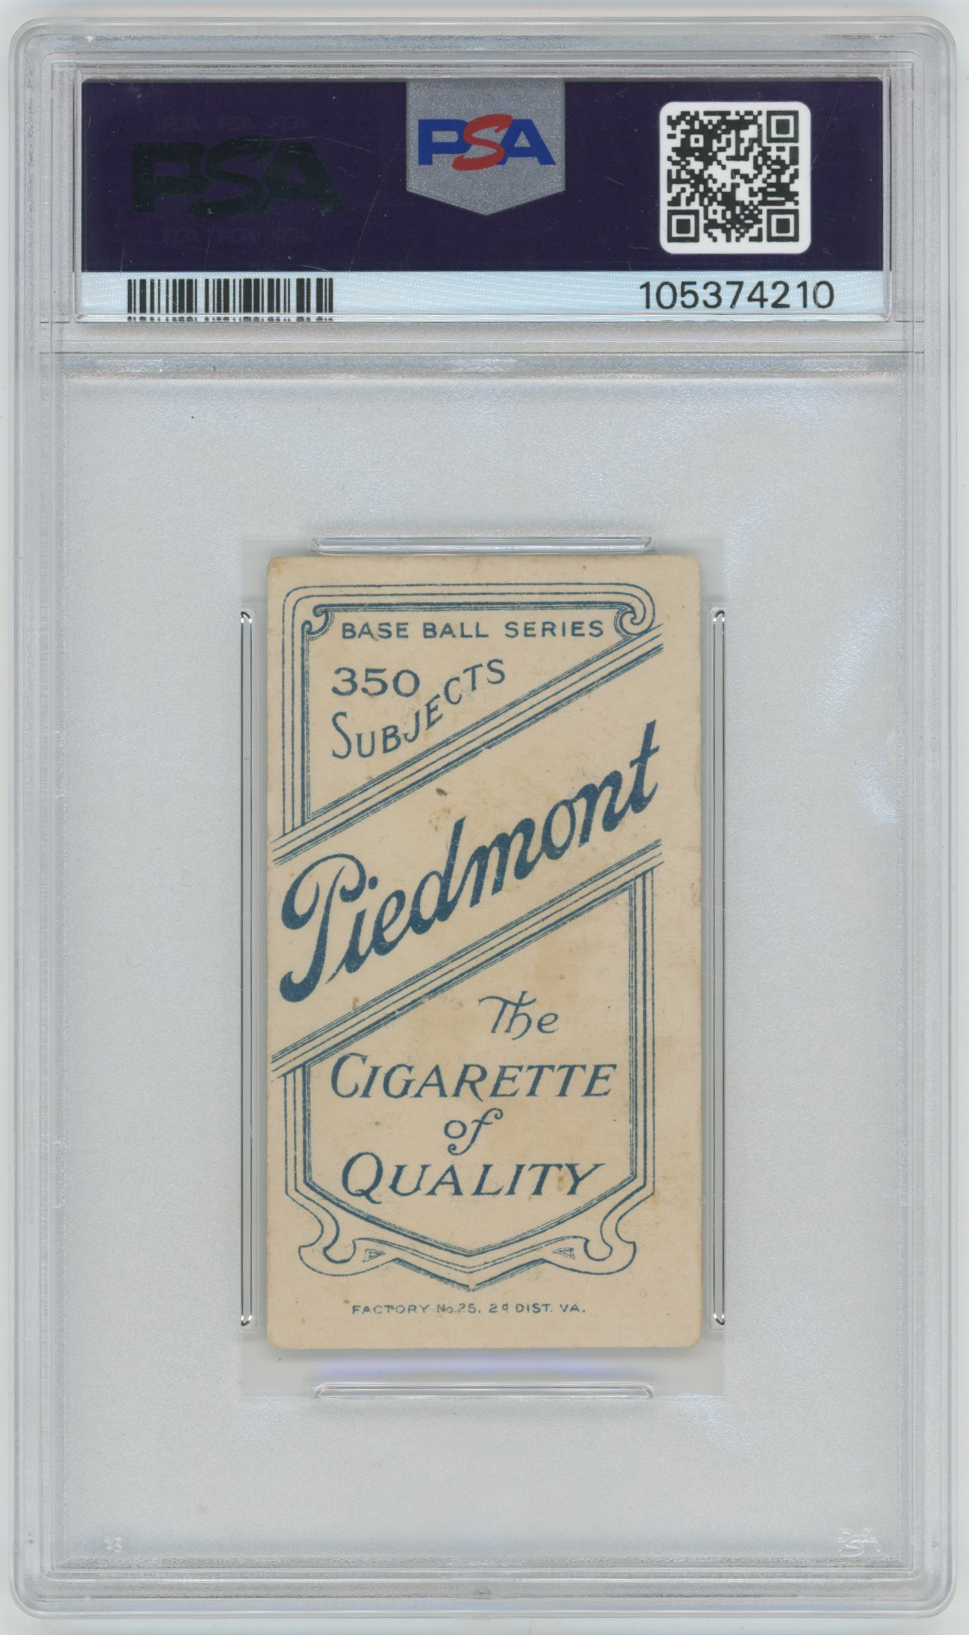 PSA
PSA
105374210
BASE BALL SERIES
350
SUBJECTS
Piedmont
The
CIGARETTE
of
QUALITY
FACTORY No. 25, 2d DIST. VA.